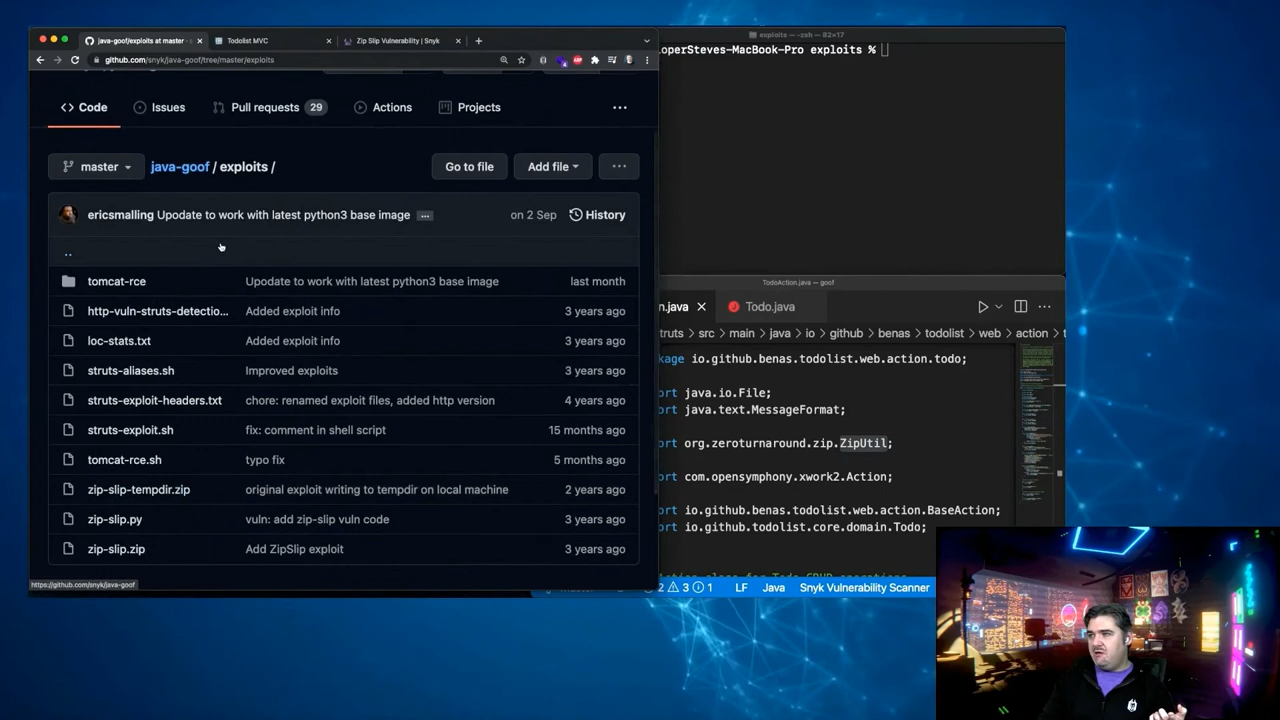 java-goof/exploits at master
Todolist MVC
Zip Slip Vulnerability | Snyk
github.com/snyk/java-goof/tree/master/exploits
Code
Issues
Pull requests 29
Actions
Projects
master
java-goof / exploits /
Go to file
Add file
ericsmalling Upodate to work with latest python3 base image ...
on 2 Sep
History
..
tomcat-rce Upodate to work with latest python3 base image last month
http-vuln-struts-detectio... Added exploit info 3 years ago
loc-stats.txt Added exploit info 3 years ago
struts-aliases.sh Improved exploits 3 years ago
struts-exploit-headers.txt chore: renamed exploit files, added http version 4 years ago
struts-exploit.sh fix: comment in shell script 15 months ago
tomcat-rce.sh typo fix 5 months ago
zip-slip-tempdir.zip original exploit writing to tempdir on local machine 2 years ago
zip-slip.py vuln: add zip-slip vuln code 3 years ago
zip-slip.zip Add ZipSlip exploit 3 years ago
https://github.com/snyk/java-goof
exploits — -zsh — 82×17
loperSteves-MacBook-Pro exploits %
TodoAction.java — goof
n.java
Todo.java
truts > src > main > java > io > github > benas > todolist > web > action > t
kage io.github.benas.todolist.web.action.todo;
ort java.io.File;
ort java.text.MessageFormat;
ort org.zeroturnaround.zip.ZipUtil;
ort com.opensymphony.xwork2.Action;
ort io.github.benas.todolist.web.action.BaseAction;
ort io.github.todolist.core.domain.Todo;
2 3 1 LF Java Snyk Vulnerability Scanner